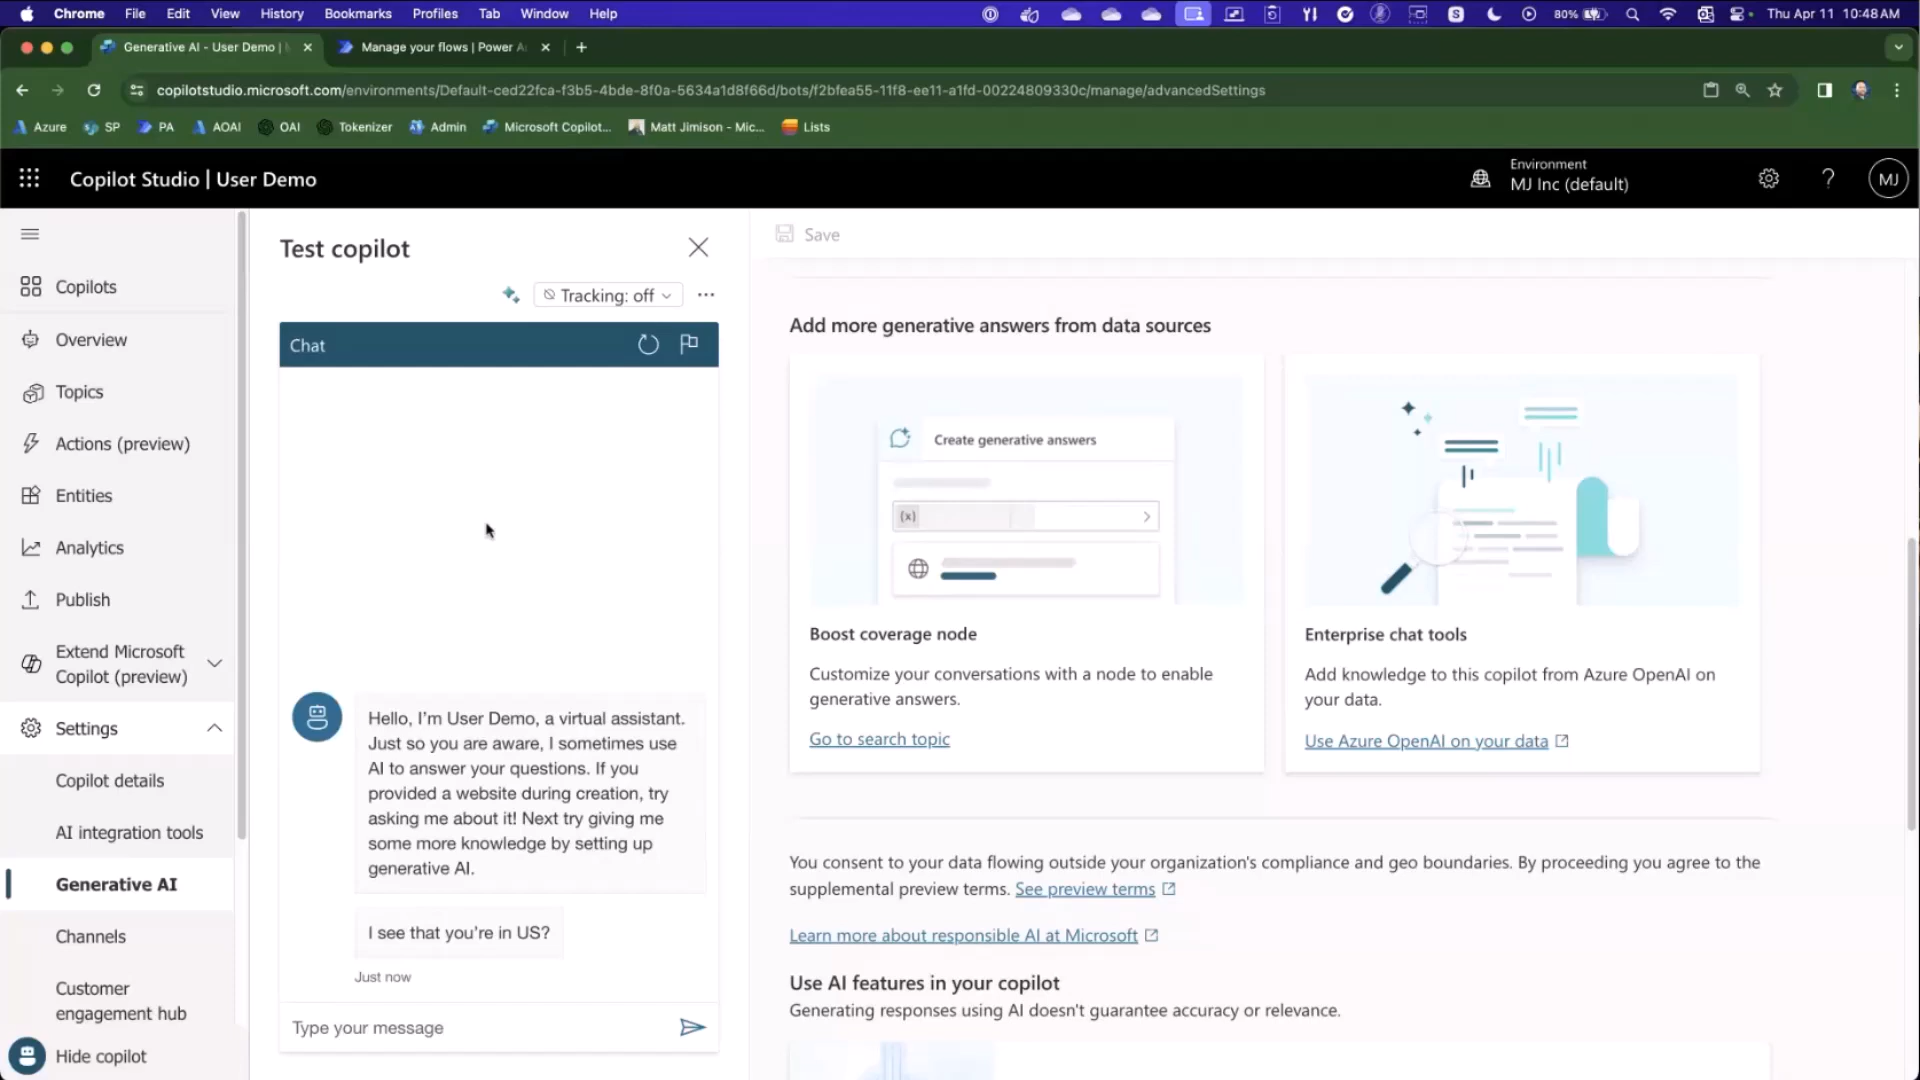 Chrome File Edit View History Bookmarks Profiles Tab Window Help
80% Thu Apr 11 10:48 AM
Generative AI - User Demo |
Manage your flows | Power A
copilotstudio.microsoft.com/environments/Default-ced22fca-f3b5-4bde-8f0a-5634a1d8f66d/bots/f2bfea55-11f8-ee11-a1fd-00224809330c/manage/advancedSettings
Azure SP PA AOAI OAI Tokenizer Admin Microsoft Copilot... Matt Jimison - Mic... Lists
Copilot Studio | User Demo
Environment
MJ Inc (default)
?
MJ
Copilots
Overview
Topics
Actions (preview)
Entities
Analytics
Publish
Extend Microsoft
Copilot (preview)
Settings
Copilot details
AI integration tools
Generative AI
Channels
Customer
engagement hub
Hide copilot
Test copilot
Tracking: off
Chat
Hello, I'm User Demo, a virtual assistant.
Just so you are aware, I sometimes use
AI to answer your questions. If you
provided a website during creation, try
asking me about it! Next try giving me
some more knowledge by setting up
generative AI.
I see that you're in US?
Just now
Type your message
Save
Add more generative answers from data sources
Create generative answers
(x)
Boost coverage node
Customize your conversations with a node to enable
generative answers.
Go to search topic
Enterprise chat tools
Add knowledge to this copilot from Azure OpenAI on
your data.
Use Azure OpenAI on your data
You consent to your data flowing outside your organization's compliance and geo boundaries. By proceeding you agree to the
supplemental preview terms. See preview terms
Learn more about responsible AI at Microsoft
Use AI features in your copilot
Generating responses using AI doesn't guarantee accuracy or relevance.